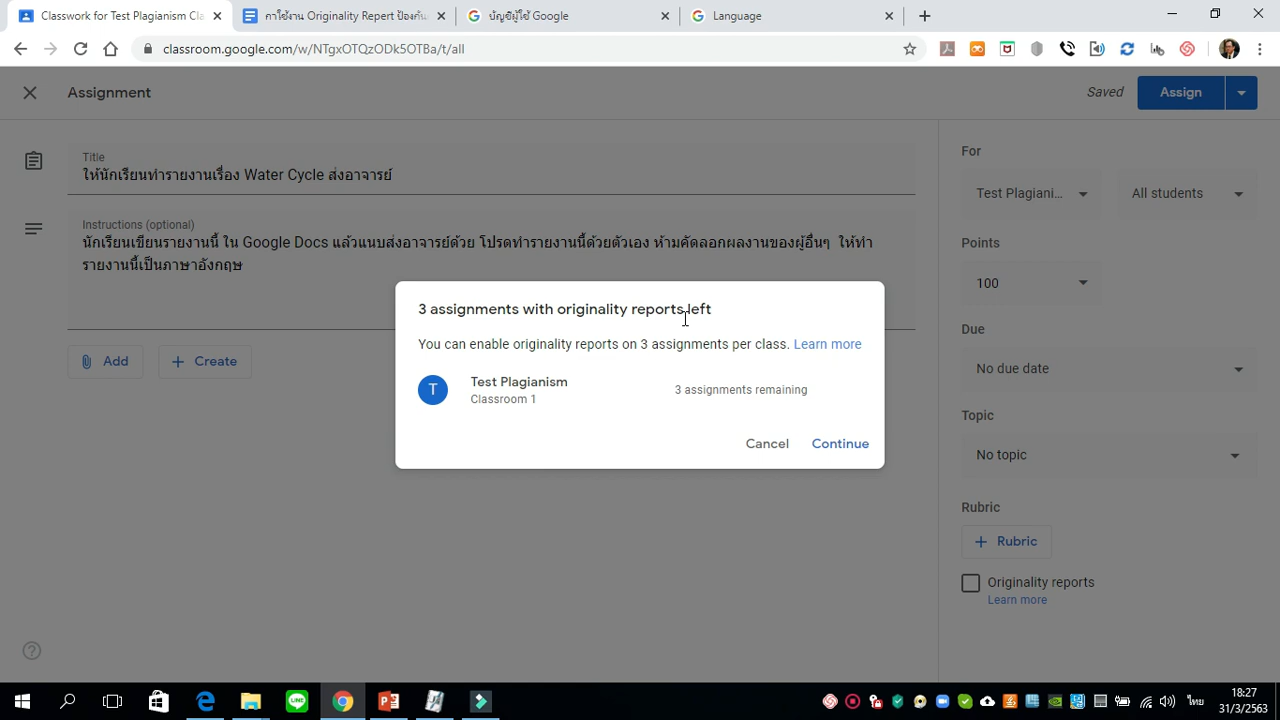 Classwork for Test Plagiarism Cla
กาใช้งาน Originality Repert ป้องกัน
บัญชีผู้ใช้ Google
Language
classroom.google.com/w/NTgxOTQzODk5OTBa/t/all
Assignment
Saved
Assign
Title
ให้นักเรียนทำรายงานเรื่อง Water Cycle ส่งอาจารย์
Instructions (optional)
นักเรียนเขียนรายงานนี้ ใน Google Docs แล้วแนบส่งอาจารย์ด้วย โปรดทำรายงานนี้ด้วยตัวเอง ห้ามคัดลอกผลงานของผู้อื่นๆ ให้ทำ
รายงานนี้เป็นภาษาอังกฤษ
Add
Create
For
Test Plagiani...
All students
Points
100
Due
No due date
Topic
No topic
Rubric
Rubric
Originality reports
Learn more
3 assignments with originality reports left
You can enable originality reports on 3 assignments per class. Learn more
T
Test Plagianism
Classroom 1
3 assignments remaining
Cancel
Continue
ไทย
18:27
31/3/2563